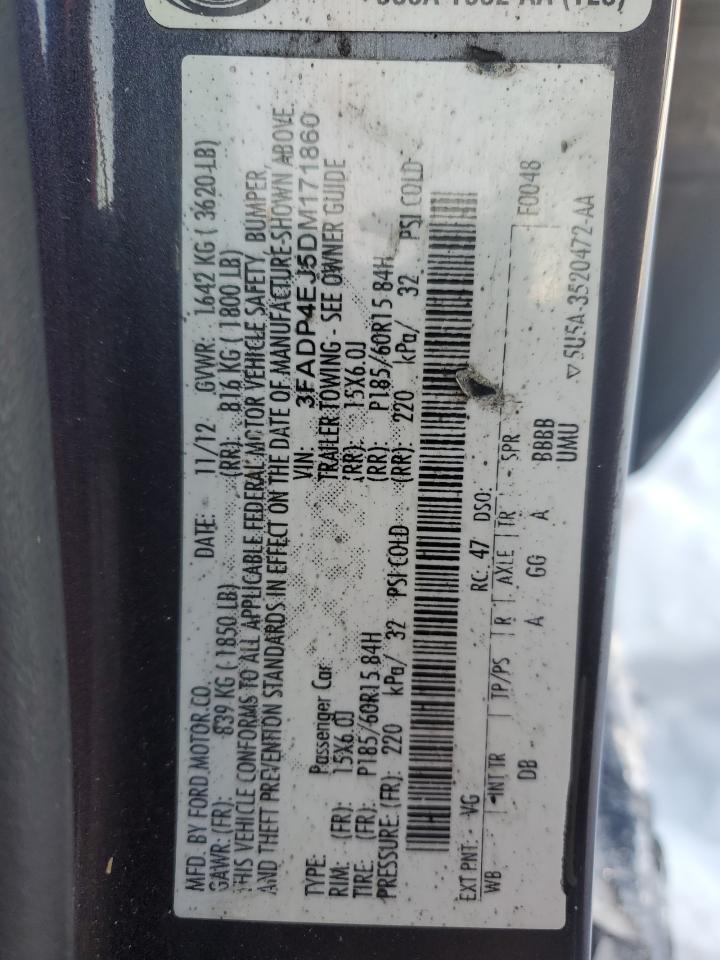 MFD. BY FORD MOTOR CO.
DATE: 11/12 GVWR: 1642 KG ( 3620 LB)
GAWR: (FR): 839 KG ( 1850 LB) (RR): 816 KG ( 1800 LB)
THIS VEHICLE CONFORMS TO ALL APPLICABLE FEDERAL MOTOR VEHICLE SAFETY, BUMPER,
AND THEFT PREVENTION STANDARDS IN EFFECT ON THE DATE OF MANUFACTURE SHOWN ABOVE.
VIN: 3FADP4EJ5DM171860
TYPE: Passenger Car TRAILER TOWING - SEE OWNER GUIDE
RIM: (FR): 15X6.0J (RR): 15X6.0J
TIRE: (FR): P185/60R15 84H (RR): P185/60R15 84H
PRESSURE: (FR): 220 kPa/ 32 PSI COLD (RR): 220 kPa/ 32 PSI COLD
EXT PNT: VG RC: 47 DSO: F0048
WB INT TR TP/PS R AXLE TR SPR
DB - A GG A BBBB
UMU ▽5U5A-3520472-AA